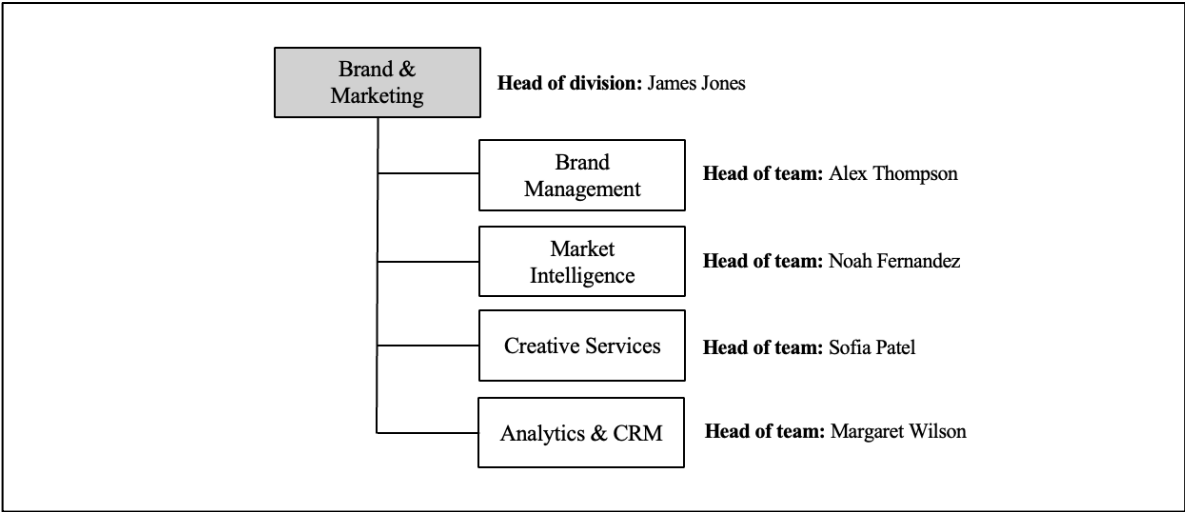 Brand &
Marketing
Head of division: James Jones
Brand
Management
Head of team: Alex Thompson
Market
Intelligence
Head of team: Noah Fernandez
Creative Services
Head of team: Sofia Patel
Analytics & CRM
Head of team: Margaret Wilson